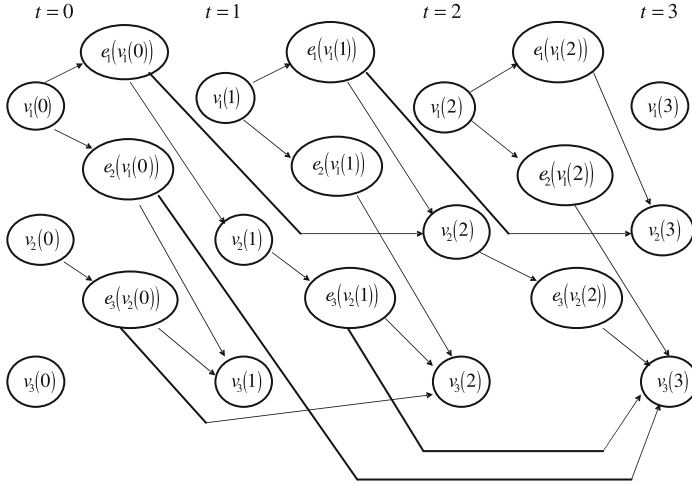 t = 0 t = 1 t = 2 t = 3
e₁(v₁(0)) e₁(v₁(1)) e₁(v₁(2))
v₁(0) v₁(1) v₁(2) v₁(3)
e₂(v₁(0)) e₂(v₁(1)) e₂(v₁(2))
v₂(0) v₂(1) v₂(2) v₂(3)
e₃(v₂(0)) e₃(v₂(1)) e₃(v₂(2))
v₃(0) v₃(1) v₃(2) v₃(3)